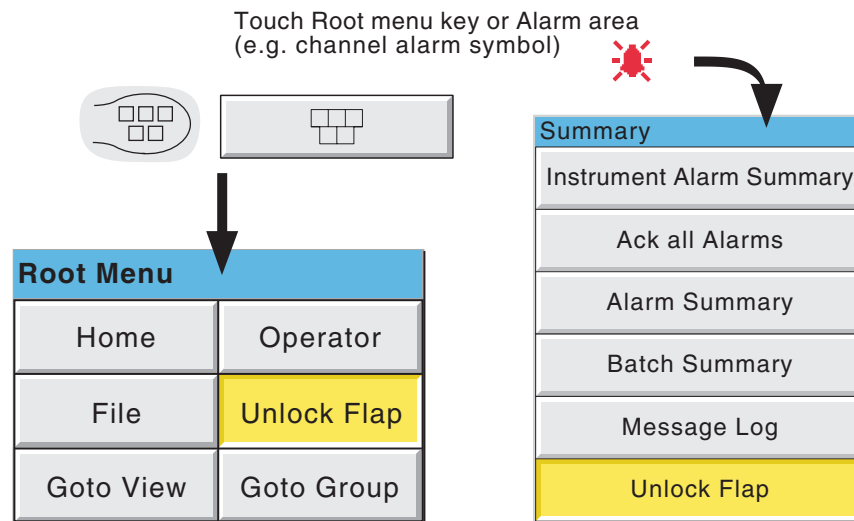 Touch Root menu key or Alarm area
(e.g. channel alarm symbol)
Root Menu
Home
Operator
File
Unlock Flap
Goto View
Goto Group
Summary
Instrument Alarm Summary
Ack all Alarms
Alarm Summary
Batch Summary
Message Log
Unlock Flap